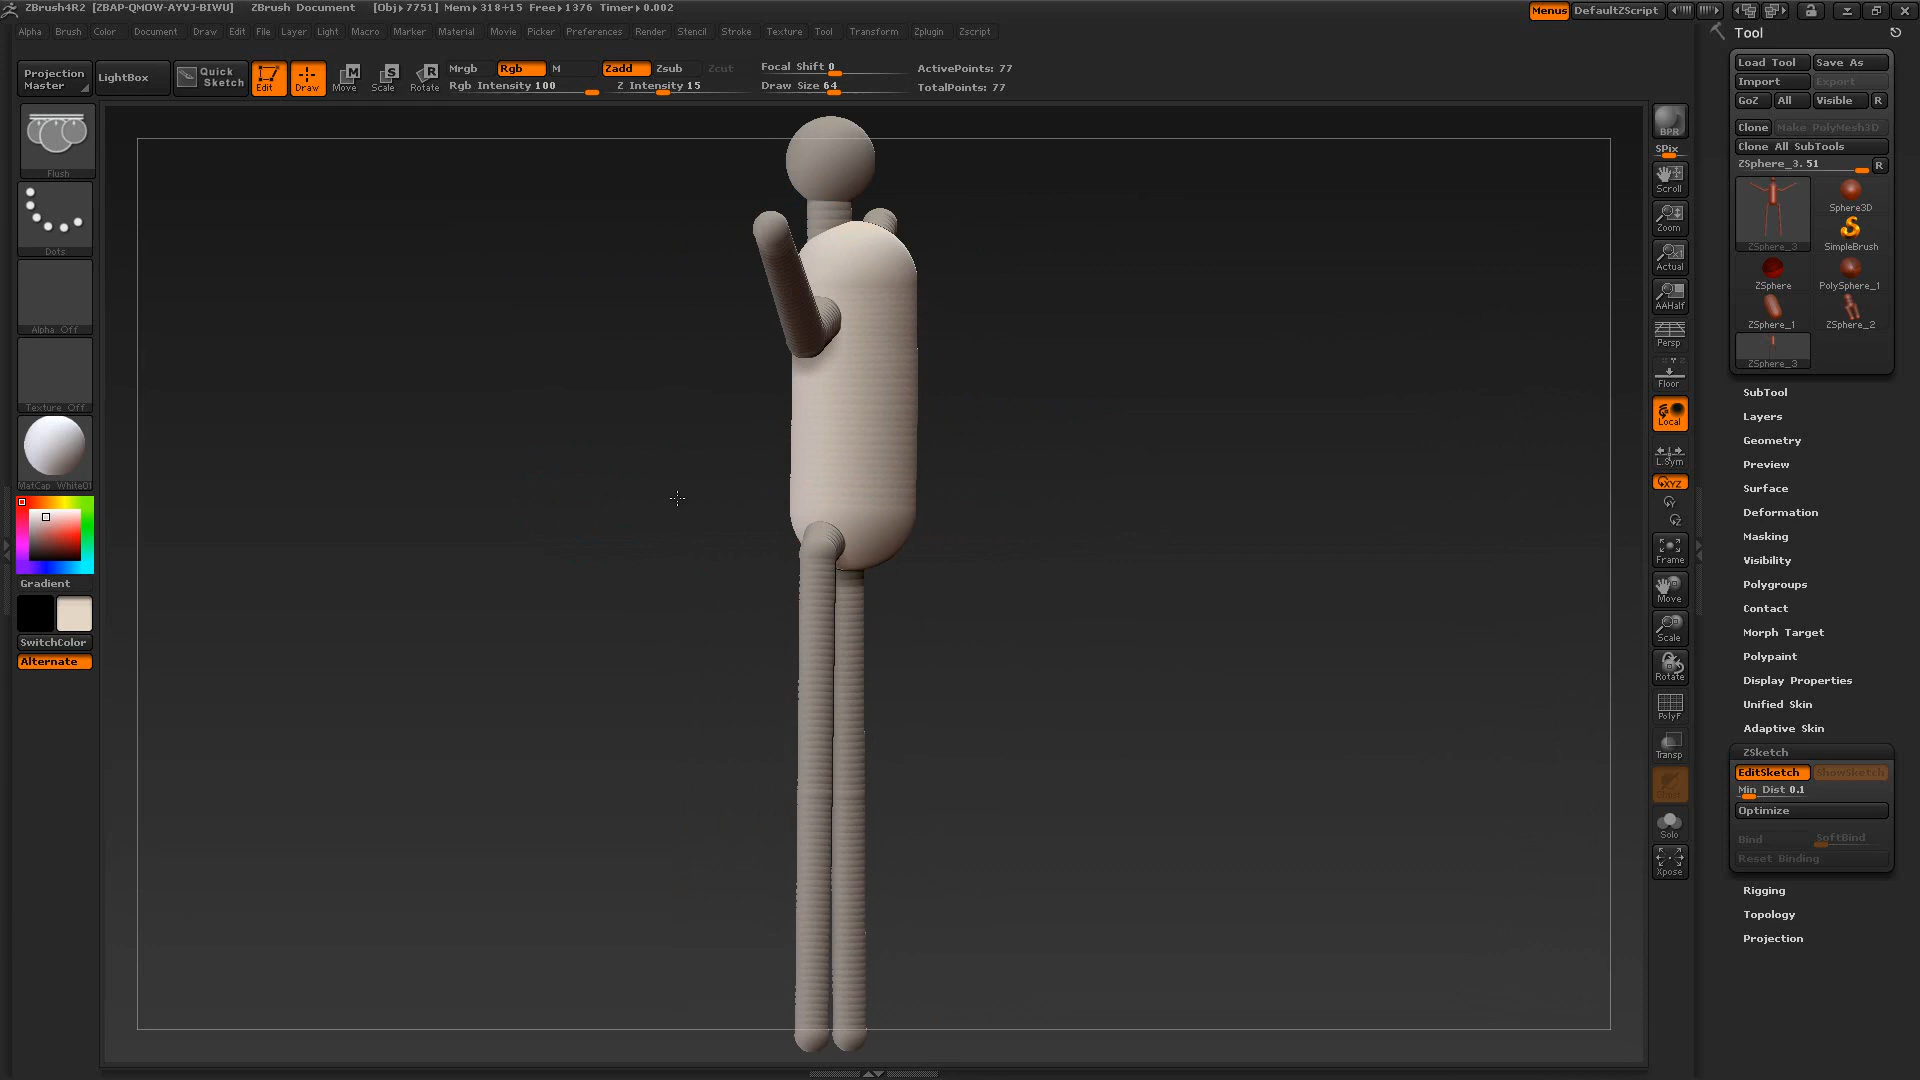 ZBrush4R2 [ZBAP-QMOW-AYVJ-BIWU] ZBrush Document [Obj▸7751] Mem▸318+15 Free▸1376 Timer▸0.002 Menus DefaultZScript
Alpha Brush Color Document Draw Edit File Layer Light Macro Marker Material Movie Picker Preferences Render Stencil Stroke Texture Tool Transform Zplugin Zscript
Projection Master
LightBox
Quick Sketch
Edit Draw Move Scale Rotate
Mrgb Rgb M Zadd Zsub Zcut
Rgb Intensity 100 Z Intensity 15
Focal Shift 0
Draw Size 64
ActivePoints: 77
TotalPoints: 77
Flush
Dots
Alpha Off
Texture Off
MatCap White01
Gradient
SwitchColor
Alternate
BPR
SPix
Scroll
Zoom
Actual
AAHalf
Persp
Floor
Local
L.Sym
XYZ
Y
Z
Frame
Move
Scale
Rotate
PolyF
Transp
Ghost
Solo
Xpose
Tool
Load Tool Save As
Import Export
GoZ All Visible R
Clone Make PolyMesh3D
Clone All SubTools
ZSphere_3. 51 R
ZSphere_3
Sphere3D
SimpleBrush
ZSphere PolySphere_1
ZSphere_1 ZSphere_2
ZSphere_3
SubTool
Layers
Geometry
Preview
Surface
Deformation
Masking
Visibility
Polygroups
Contact
Morph Target
Polypaint
Display Properties
Unified Skin
Adaptive Skin
ZSketch
EditSketch ShowSketch
Min Dist 0.1
Optimize
Bind SoftBind
Reset Binding
Rigging
Topology
Projection